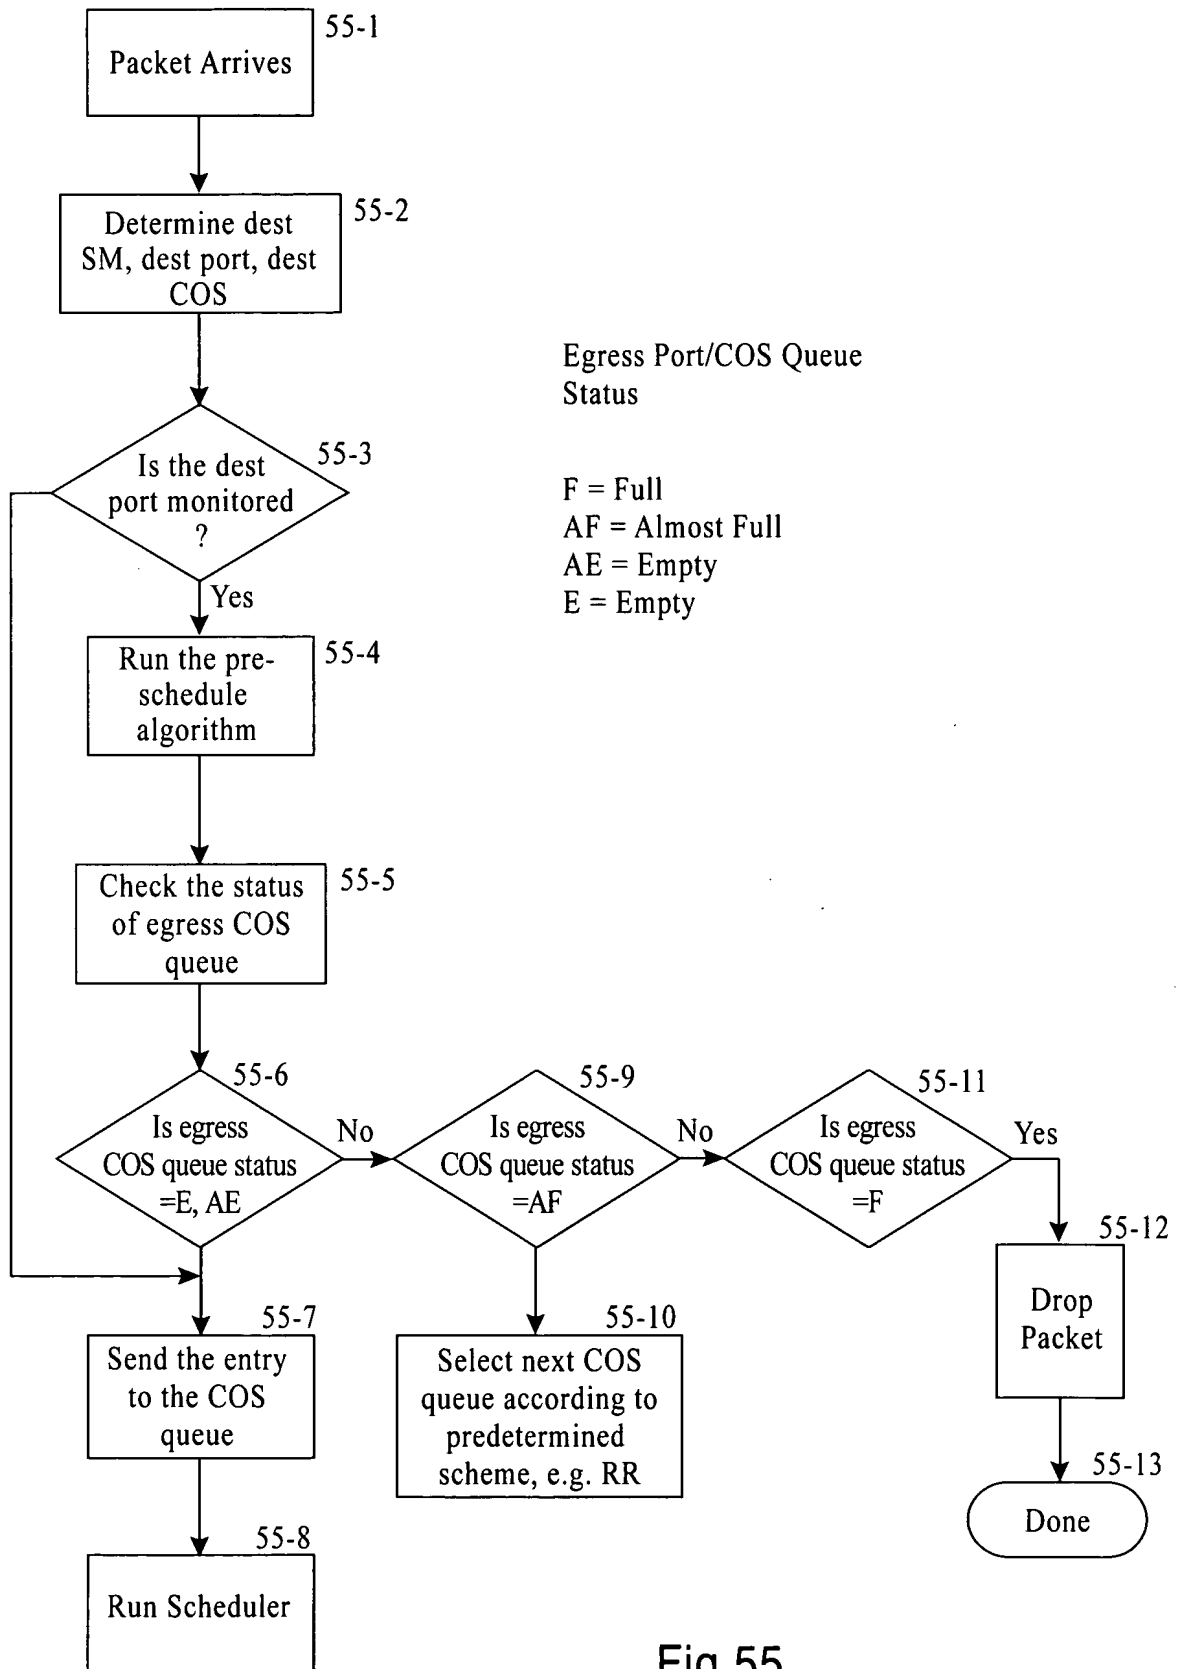 Packet Arrives
55-1
Determine dest
SM, dest port, dest
COS
55-2
Egress Port/COS Queue
Status
F = Full
AF = Almost Full
AE = Empty
E = Empty
Is the dest
port monitored
?
55-3
Yes
Run the pre-
schedule
algorithm
55-4
Check the status
of egress COS
queue
55-5
Is egress
COS queue status
=E, AE
55-6
No
Is egress
COS queue status
=AF
55-9
No
Is egress
COS queue status
=F
55-11
Yes
Send the entry
to the COS
queue
55-7
Select next COS
queue according to
predetermined
scheme, e.g. RR
55-10
Drop
Packet
55-12
Done
55-13
Run Scheduler
55-8
Fig 55